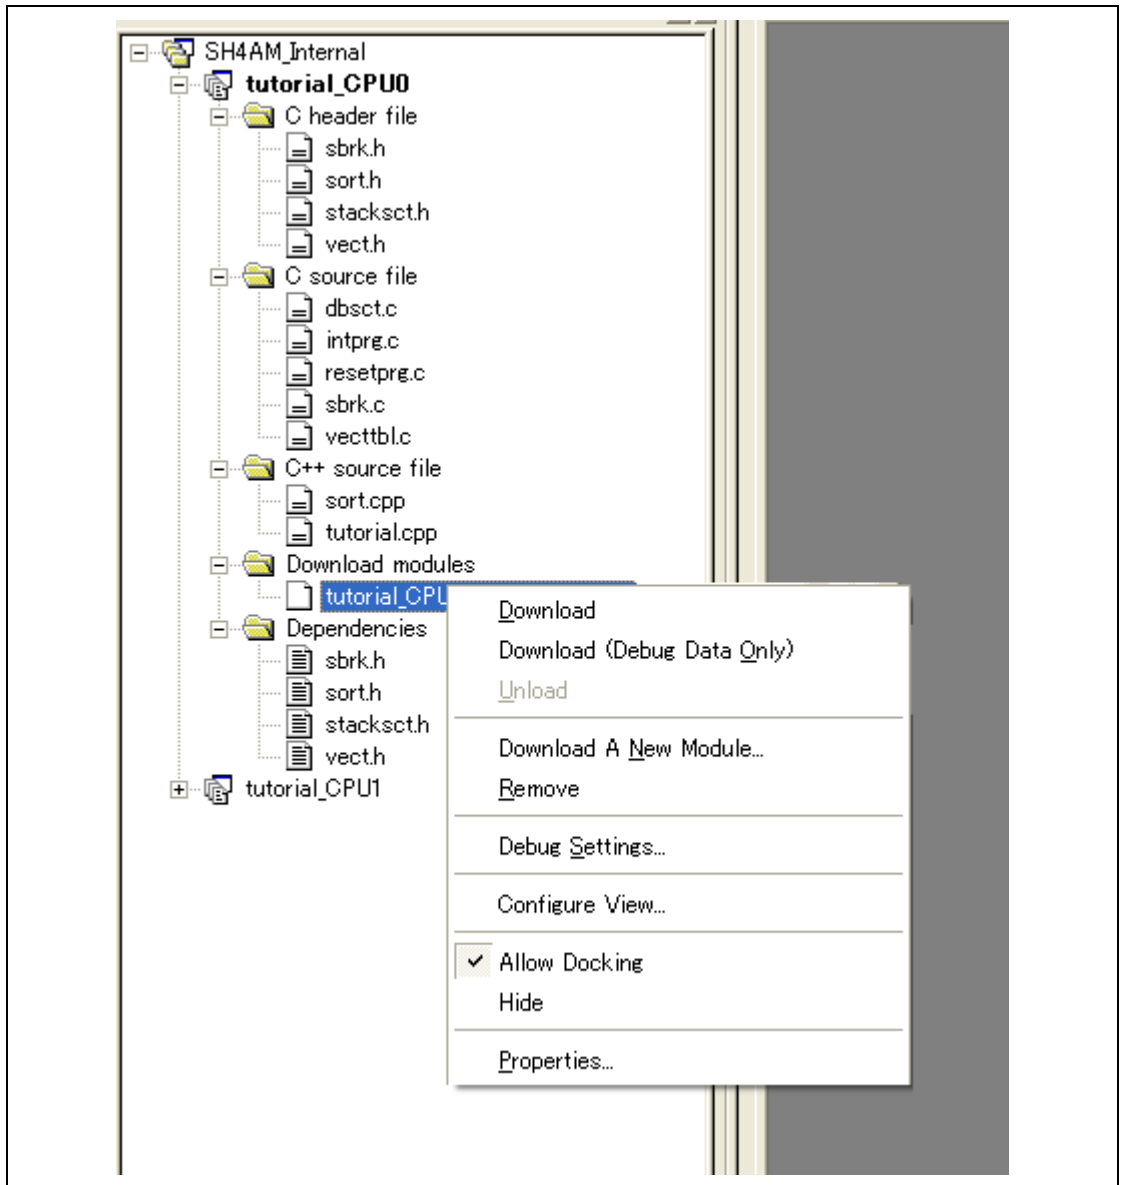 SH4AM_Internal
tutorial_CPU0
C header file
sbrk.h
sort.h
stacksct.h
vect.h
C source file
dbsct.c
intprg.c
resetprg.c
sbrk.c
vecttbl.c
C++ source file
sort.cpp
tutorial.cpp
Download modules
tutorial_CPU
Dependencies
sbrk.h
sort.h
stacksct.h
vect.h
tutorial_CPU1
Download
Download (Debug Data Only)
Unload
Download A New Module...
Remove
Debug Settings...
Configure View...
Allow Docking
Hide
Properties...